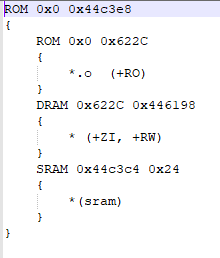 ROM 0x0 0x44c3e8
{
ROM 0x0 0x622C
{
*.o (+RO)
}
DRAM 0x622C 0x446198
{
* (+ZI, +RW)
}
SRAM 0x44c3c4 0x24
{
*(sram)
}
}